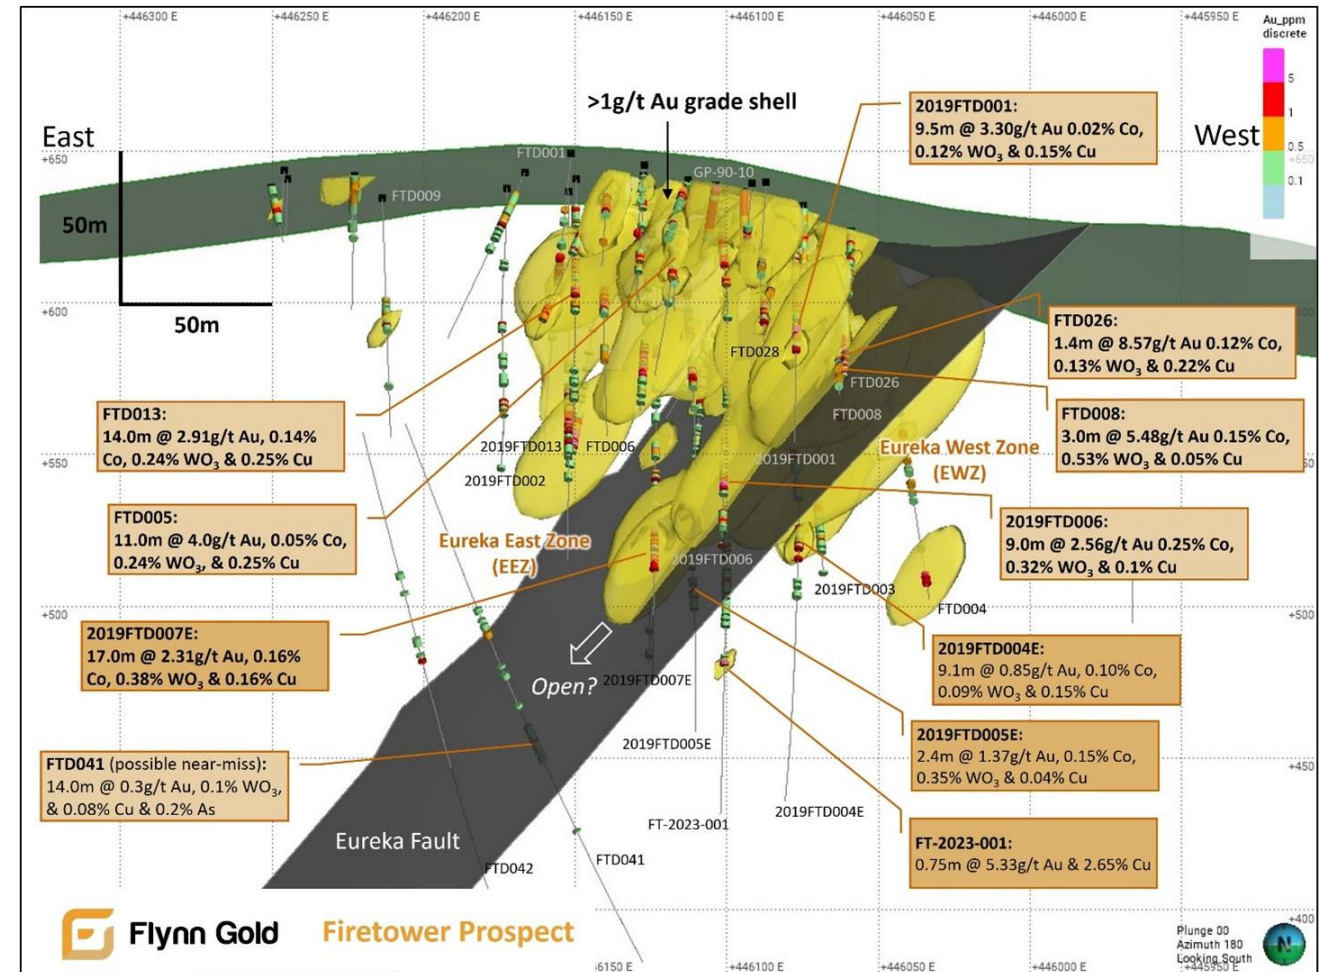 +446300 E
+446250 E
+446200 E
+446150 E
+446100 E
+446050 E
+446000 E
+445950 E
Au_ppm
discrete
5
1
0.5
0.1
>1g/t Au grade shell
East
West
+650
+650
50m
50m
+600
+550
+500
+500
+450
+450
+400
FTD001
FTD009
GP-90-10
2019FTD001:
9.5m @ 3.30g/t Au 0.02% Co,
0.12% WO₃ & 0.15% Cu
FTD026:
1.4m @ 8.57g/t Au 0.12% Co,
0.13% WO₃ & 0.22% Cu
FTD028
FTD026
FTD008
FTD008:
3.0m @ 5.48g/t Au 0.15% Co,
0.53% WO₃ & 0.05% Cu
FTD013:
14.0m @ 2.91g/t Au, 0.14%
Co, 0.24% WO₃ & 0.25% Cu
2019FTD013
FTD006
2019FTD002
2019FTD001
Eureka West Zone
(EWZ)
FTD005:
11.0m @ 4.0g/t Au, 0.05% Co,
0.24% WO₃, & 0.25% Cu
Eureka East Zone
(EEZ)
2019FTD006
2019FTD006:
9.0m @ 2.56g/t Au 0.25% Co,
0.32% WO₃ & 0.1% Cu
2019FTD003
FTD004
2019FTD007E:
17.0m @ 2.31g/t Au, 0.16%
Co, 0.38% WO₃ & 0.16% Cu
2019FTD004E:
9.1m @ 0.85g/t Au, 0.10% Co,
0.09% WO₃ & 0.15% Cu
Open?
2019FTD007E
2019FTD005E
2019FTD005E:
2.4m @ 1.37g/t Au, 0.15% Co,
0.35% WO₃ & 0.04% Cu
FTD041 (possible near-miss):
14.0m @ 0.3g/t Au, 0.1% WO₃,
& 0.08% Cu & 0.2% As
FT-2023-001
2019FTD004E
FT-2023-001:
0.75m @ 5.33g/t Au & 2.65% Cu
Eureka Fault
FTD042
FTD041
Flynn Gold
Firetower Prospect
Plunge 00
Azimuth 180
Looking South
N
+446100 E
+446050 E
+446000 E